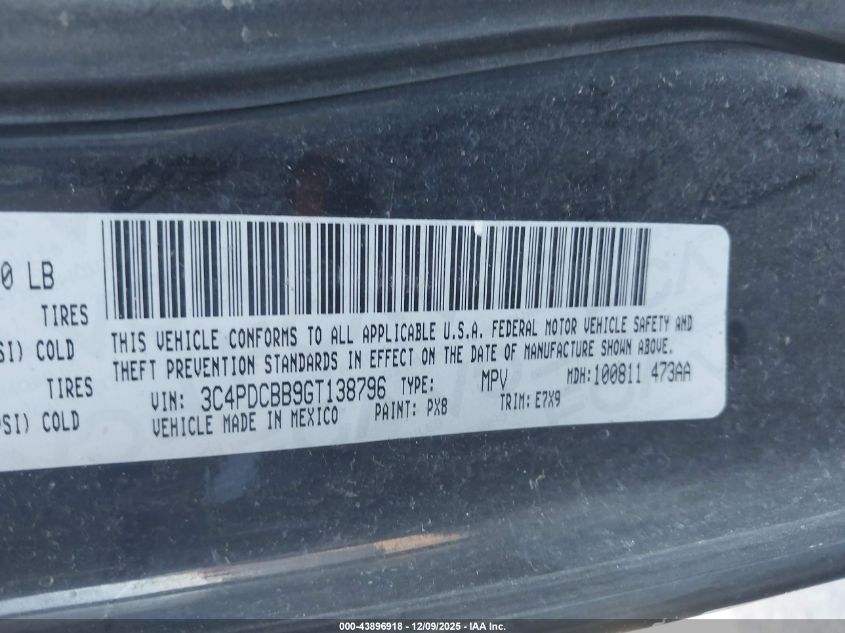 0 LB
TIRES
SI) COLD
TIRES
PSI) COLD
THIS VEHICLE CONFORMS TO ALL APPLICABLE U.S.A. FEDERAL MOTOR VEHICLE SAFETY AND
THEFT PREVENTION STANDARDS IN EFFECT ON THE DATE OF MANUFACTURE SHOWN ABOVE.
VIN: 3C4PDCBB9GT138796 TYPE: MPV MDH:100811 473AA
VEHICLE MADE IN MEXICO PAINT: PX8 TRIM: E7X9
000-43896918 - 12/09/2025 - IAA Inc.